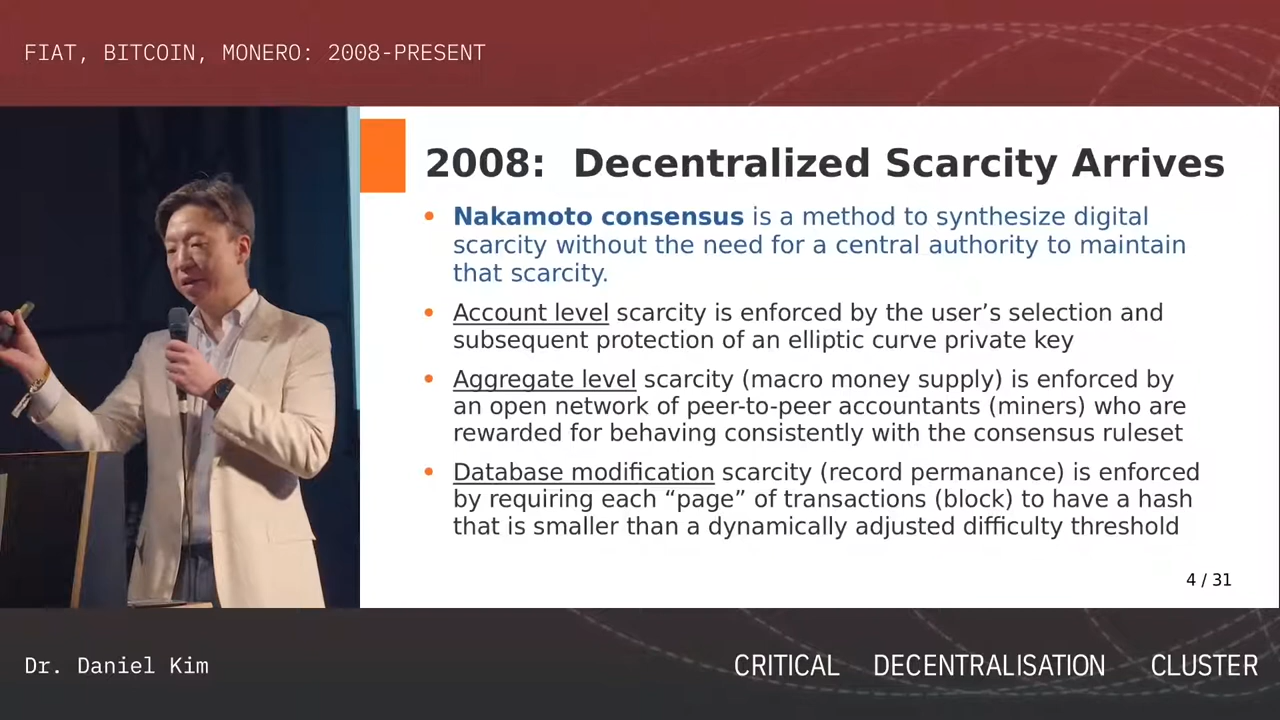 FIAT, BITCOIN, MONERO: 2008-PRESENT
2008:  Decentralized Scarcity Arrives
• Nakamoto consensus is a method to synthesize digital
scarcity without the need for a central authority to maintain
that scarcity.
• Account level scarcity is enforced by the user’s selection and
subsequent protection of an elliptic curve private key
• Aggregate level scarcity (macro money supply) is enforced by
an open network of peer-to-peer accountants (miners) who are
rewarded for behaving consistently with the consensus ruleset
• Database modification scarcity (record permanance) is enforced
by requiring each “page” of transactions (block) to have a hash
that is smaller than a dynamically adjusted difficulty threshold
4 / 31
Dr. Daniel Kim
CRITICAL DECENTRALISATION CLUSTER